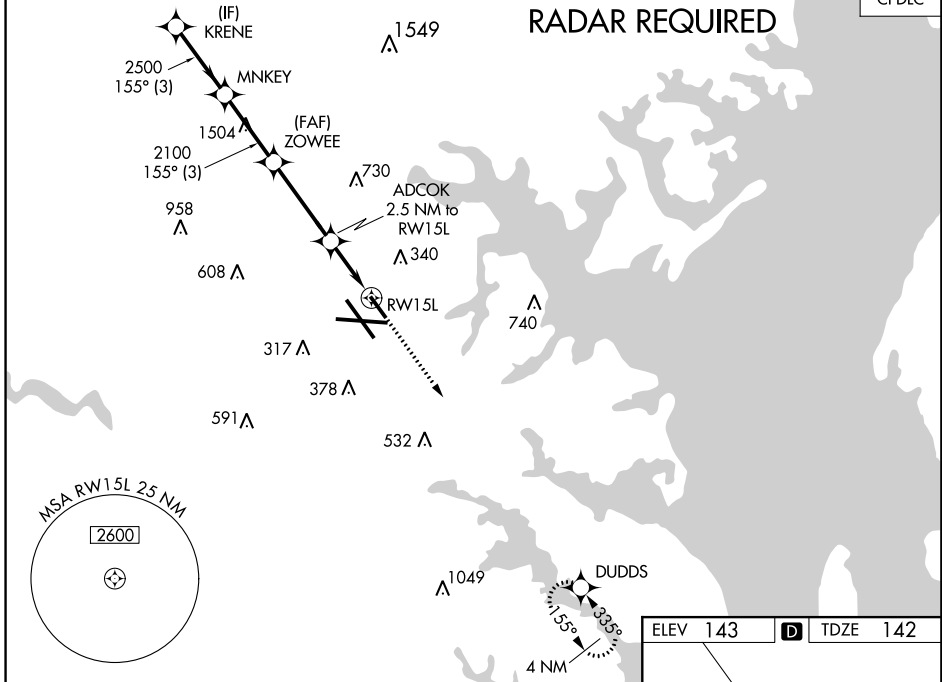 RADAR REQUIRED
CPDLC
(IF)
KRENE
1549
2500
155° (3)
MNKEY
1504
(FAF)
ZOWEE
2100
155° (3)
730
ADCOK
2.5 NM to
RW15L
958
340
608
RW15L
740
317
378
591
532
MSA RW15L 25 NM
2600
1049
DUDDS
155°
335°
4 NM
ELEV 143 D TDZE 142